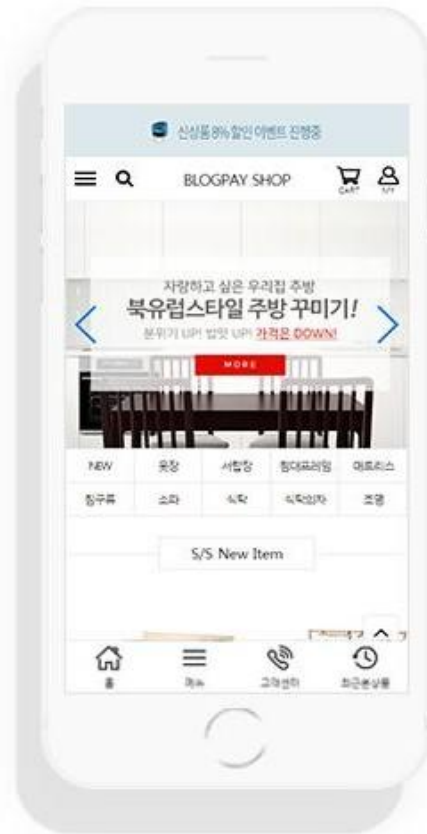 신상품 8% 할인 이벤트 진행중
BLOGPAY SHOP
CART
MY
자랑하고 싶은 우리집 주방
북유럽스타일 주방 꾸미기!
분위기 UP! 밥맛 UP! 가격은 DOWN!
MORE
NEW 옷장 서랍장 침대프레임 매트리스
침구류 소파 식탁 식탁의자 조명
S/S New Item
홈 메뉴 고객센터 최근본상품